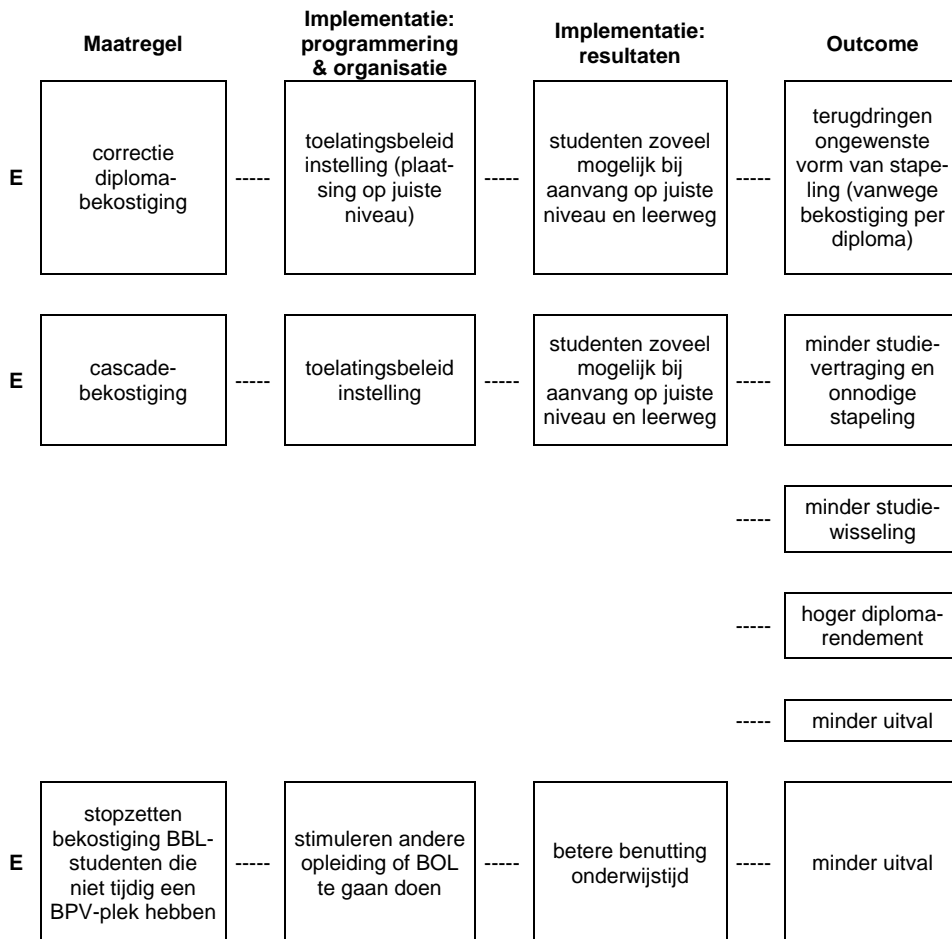 Maatregel
Implementatie:
programmering
& organisatie
Implementatie:
resultaten
Outcome
E
correctie
diploma-
bekostiging
-----
toelatingsbeleid
instelling (plaat-
sing op juiste
niveau)
-----
studenten zoveel
mogelijk bij
aanvang op juiste
niveau en leerweg
-----
terugdringen
ongewenste
vorm van stape-
ling (vanwege
bekostiging per
diploma)
E
cascade-
bekostiging
-----
toelatingsbeleid
instelling
-----
studenten zoveel
mogelijk bij
aanvang op juiste
niveau en leerweg
-----
minder studie-
vertraging en
onnodige
stapeling
-----
minder studie-
wisseling
-----
hoger diploma-
rendement
-----
minder uitval
E
stopzetten
bekostiging BBL-
studenten die
niet tijdig een
BPV-plek hebben
-----
stimuleren andere
opleiding of BOL
te gaan doen
-----
betere benutting
onderwijstijd
-----
minder uitval